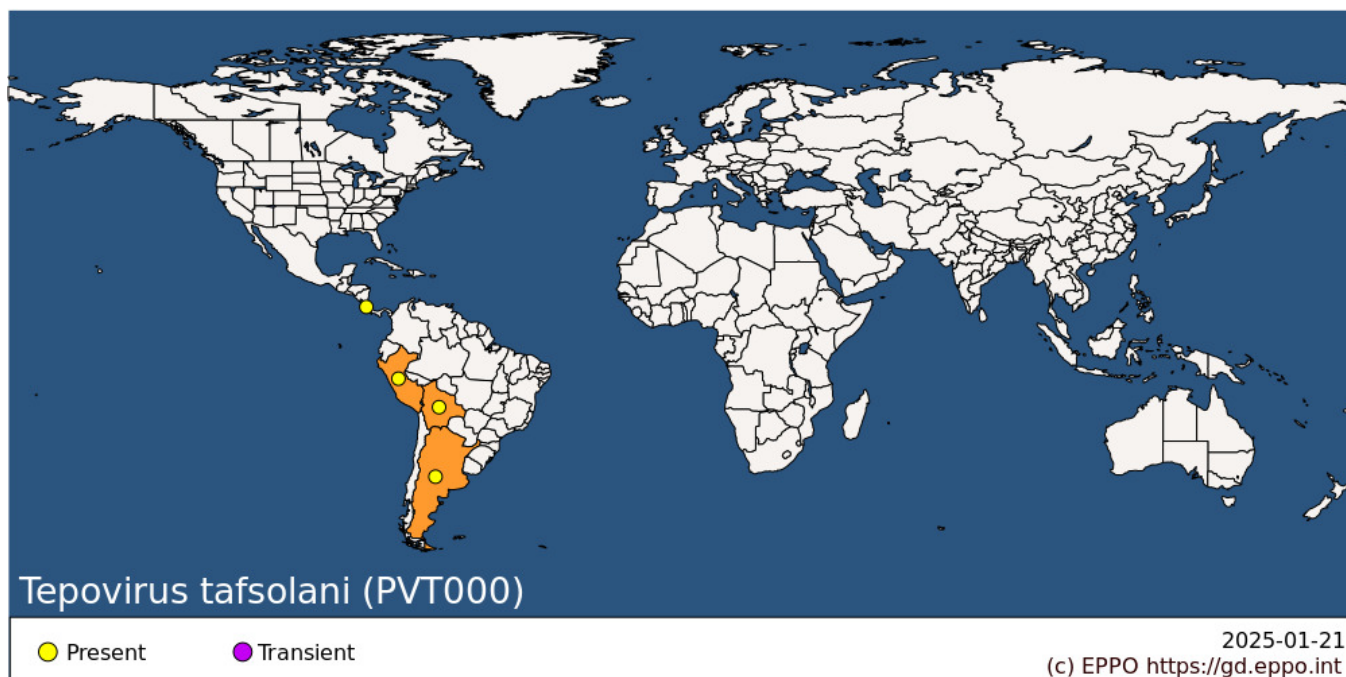 Tepovirus tafsolani (PVT000)
Present
Transient
2025-01-21
(c) EPPO https://gd.eppo.int